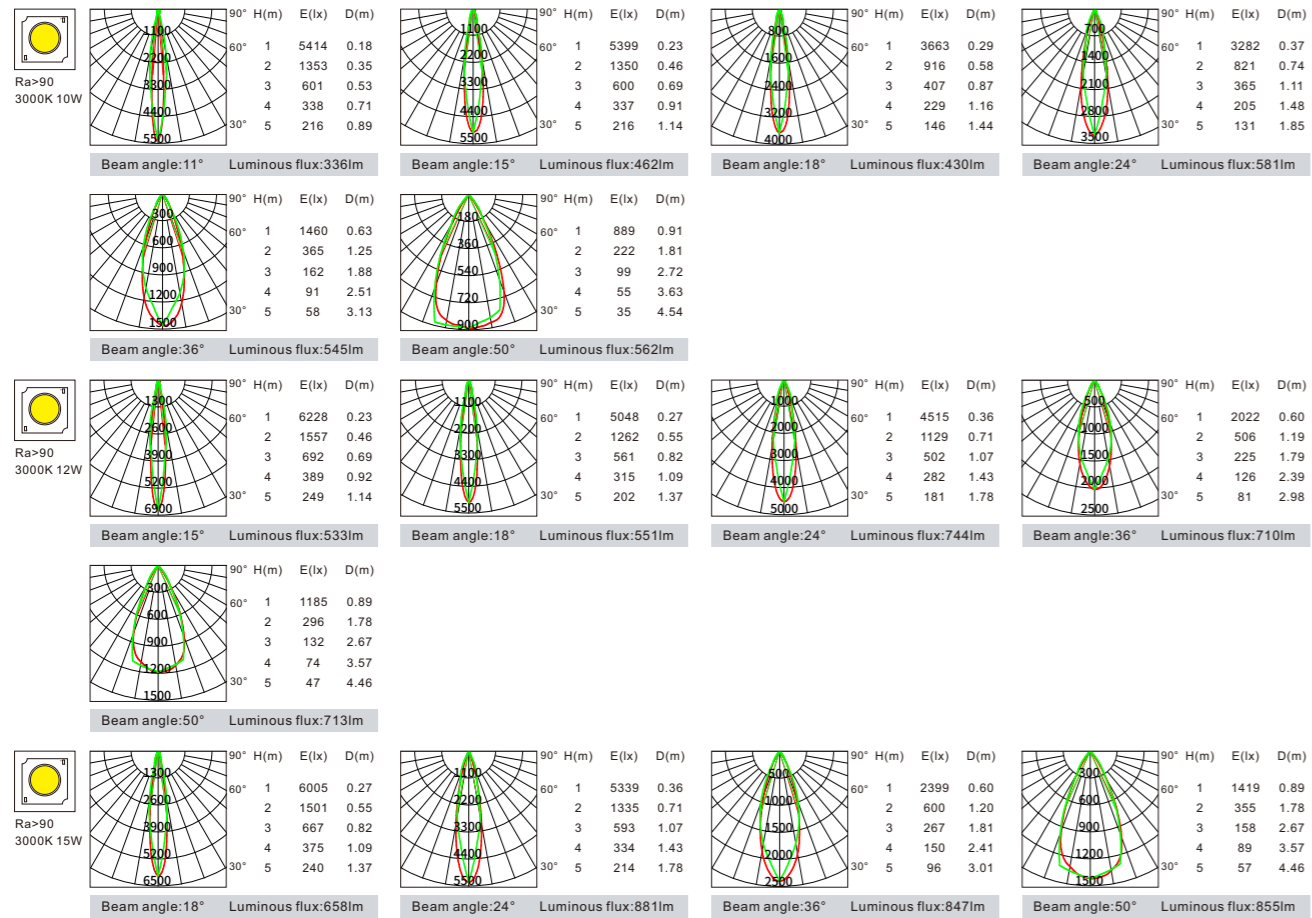 Ra>90
3000K 10W
1100
2200
3300
4400
5500
90° H(m) E(lx) D(m)
60° 1 5414 0.18
2 1353 0.35
3 601 0.53
4 338 0.71
30° 5 216 0.89
Beam angle:11° Luminous flux:336lm
1100
2200
3300
4400
5500
90° H(m) E(lx) D(m)
60° 1 5399 0.23
2 1350 0.46
3 600 0.69
4 337 0.91
30° 5 216 1.14
Beam angle:15° Luminous flux:462lm
800
1600
2400
3200
4000
90° H(m) E(lx) D(m)
60° 1 3663 0.29
2 916 0.58
3 407 0.87
4 229 1.16
30° 5 146 1.44
Beam angle:18° Luminous flux:430lm
700
1400
2100
2800
3500
90° H(m) E(lx) D(m)
60° 1 3282 0.37
2 821 0.74
3 365 1.11
4 205 1.48
30° 5 131 1.85
Beam angle:24° Luminous flux:581lm
300
600
900
1200
1500
90° H(m) E(lx) D(m)
60° 1 1460 0.63
2 365 1.25
3 162 1.88
4 91 2.51
30° 5 58 3.13
Beam angle:36° Luminous flux:545lm
180
360
540
720
900
90° H(m) E(lx) D(m)
60° 1 889 0.91
2 222 1.81
3 99 2.72
4 55 3.63
30° 5 35 4.54
Beam angle:50° Luminous flux:562lm
Ra>90
3000K 12W
1300
2600
3900
5200
6900
90° H(m) E(lx) D(m)
60° 1 6228 0.23
2 1557 0.46
3 692 0.69
4 389 0.92
30° 5 249 1.14
Beam angle:15° Luminous flux:533lm
1100
2200
3300
4400
5500
90° H(m) E(lx) D(m)
60° 1 5048 0.27
2 1262 0.55
3 561 0.82
4 315 1.09
30° 5 202 1.37
Beam angle:18° Luminous flux:551lm
1000
2000
3000
4000
5000
90° H(m) E(lx) D(m)
60° 1 4515 0.36
2 1129 0.71
3 502 1.07
4 282 1.43
30° 5 181 1.78
Beam angle:24° Luminous flux:744lm
500
1000
1500
2000
2500
90° H(m) E(lx) D(m)
60° 1 2022 0.60
2 506 1.19
3 225 1.79
4 126 2.39
30° 5 81 2.98
Beam angle:36° Luminous flux:710lm
300
600
900
1200
1500
90° H(m) E(lx) D(m)
60° 1 1185 0.89
2 296 1.78
3 132 2.67
4 74 3.57
30° 5 47 4.46
Beam angle:50° Luminous flux:713lm
Ra>90
3000K 15W
1300
2600
3900
5200
6500
90° H(m) E(lx) D(m)
60° 1 6005 0.27
2 1501 0.55
3 667 0.82
4 375 1.09
30° 5 240 1.37
Beam angle:18° Luminous flux:658lm
1100
2200
3300
4400
5500
90° H(m) E(lx) D(m)
60° 1 5339 0.36
2 1335 0.71
3 593 1.07
4 334 1.43
30° 5 214 1.78
Beam angle:24° Luminous flux:881lm
500
1000
1500
2000
2500
90° H(m) E(lx) D(m)
60° 1 2399 0.60
2 600 1.20
3 267 1.81
4 150 2.41
30° 5 96 3.01
Beam angle:36° Luminous flux:847lm
300
600
900
1200
1500
90° H(m) E(lx) D(m)
60° 1 1419 0.89
2 355 1.78
3 158 2.67
4 89 3.57
30° 5 57 4.46
Beam angle:50° Luminous flux:855lm